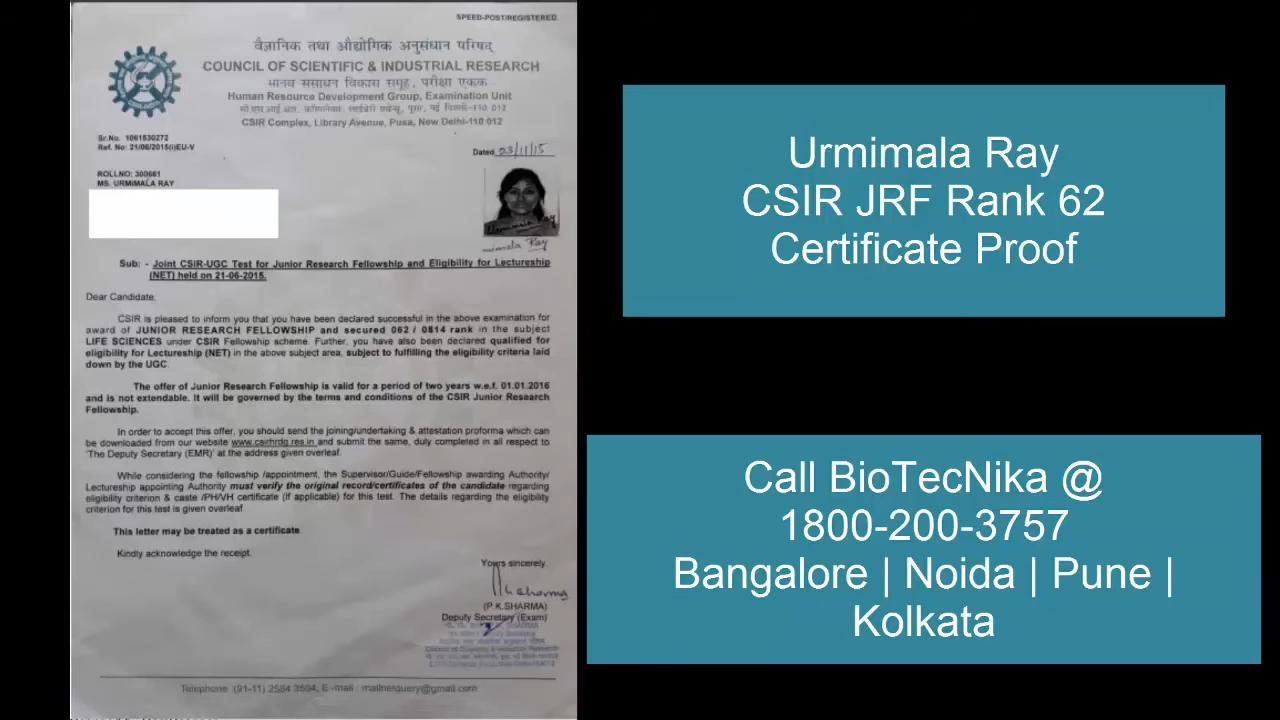 SPEED-POST/REGISTERED
वैज्ञानिक तथा औद्योगिक अनुसंधान परिषद्
COUNCIL OF SCIENTIFIC & INDUSTRIAL RESEARCH
मानव संसाधन विकास समूह, परीक्षा एकक
Human Resource Development Group, Examination Unit
CSIR Complex, Library Avenue, Pusa, New Delhi-110 012
Sr.No. 1061530272
Ref. No: 21/06/2015(i)EU-V
Dated 23/11/15
ROLLNO: 300661
MS. URMIMALA RAY
Urmimala Ray
Sub: - Joint CSIR-UGC Test for Junior Research Fellowship and Eligibility for Lectureship
(NET) held on 21-06-2015.
Dear Candidate,
CSIR is pleased to inform you that you have been declared successful in the above examination for
award of JUNIOR RESEARCH FELLOWSHIP and secured 062 / 0814 rank in the subject
LIFE SCIENCES under CSIR Fellowship scheme. Further, you have also been declared qualified for
eligibility for Lectureship (NET) in the above subject area, subject to fulfilling the eligibility criteria laid
down by the UGC.
The offer of Junior Research Fellowship is valid for a period of two years w.e.f. 01.01.2016
and is not extendable. It will be governed by the terms and conditions of the CSIR Junior Research
Fellowship.
In order to accept this offer, you should send the joining/undertaking & attestation proforma which can
be downloaded from our website www.csirhrdg.res.in and submit the same, duly completed in all respect to
'The Deputy Secretary (EMR)' at the address given overleaf.
While considering the fellowship /appointment, the Supervisor/Guide/Fellowship awarding Authority/
Lectureship appointing Authority must verify the original record/certificates of the candidate regarding
eligibility criterion & caste /PH/VH certificate (if applicable) for this test. The details regarding the eligibility
criterion for this test is given overleaf
This letter may be treated as a certificate.
Kindly acknowledge the receipt.
Yours sincerely,
(P.K.SHARMA)
Deputy Secretary (Exam)
Telephone (91-11) 2584 3594, E-mail : mailnetquery@gmail.com
Urmimala Ray
CSIR JRF Rank 62
Certificate Proof
Call BioTecNika @
1800-200-3757
Bangalore | Noida | Pune |
Kolkata